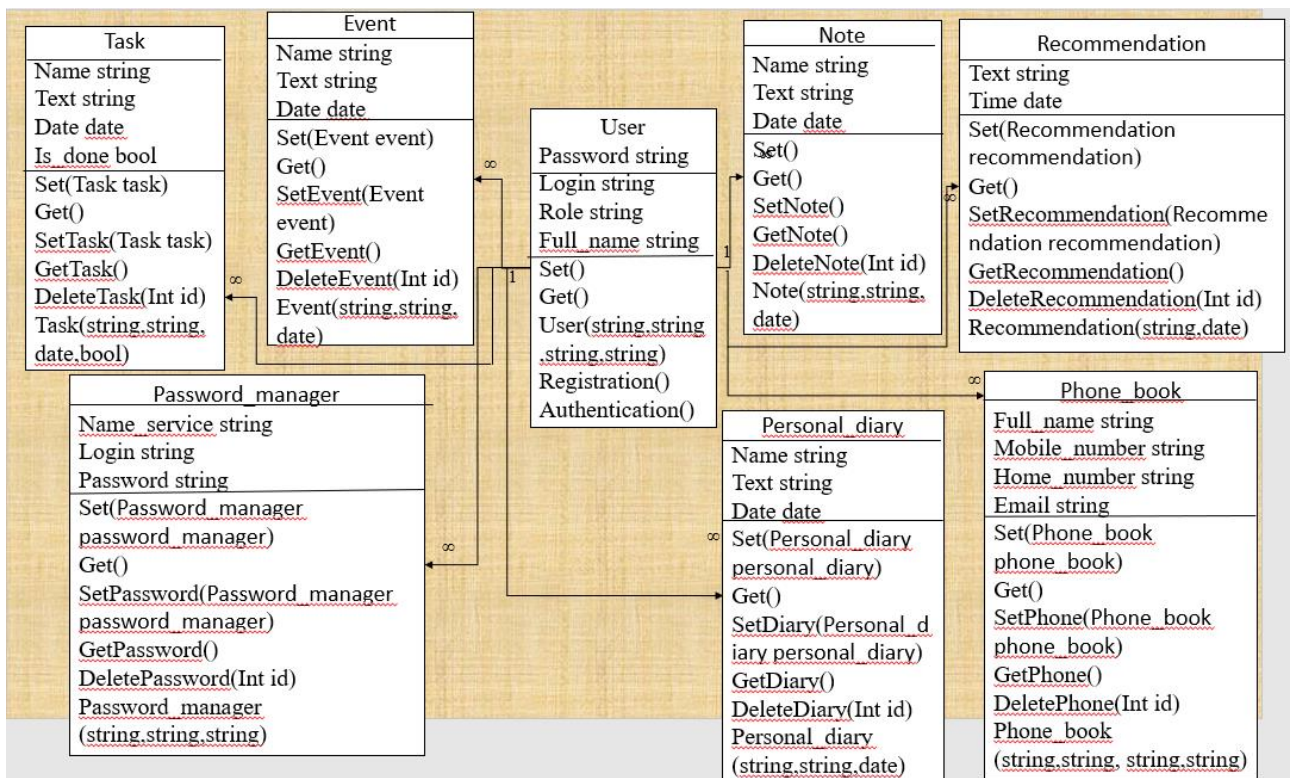 Task
Name string
Text string
Date date
Is_done bool
Set(Task task)
Get()
SetTask(Task task)
GetTask()
DeleteTask(Int id)
Task(string,string,
date,bool)
Event
Name string
Text string
Date date
Set(Event event)
Get()
SetEvent(Event
event)
GetEvent()
DeleteEvent(Int id)
Event(string,string,
date)
User
Password string
Login string
Role string
Full_name string
Set()
Get()
User(string,string
,string,string)
Registration()
Authentication()
Note
Name string
Text string
Date date
Set()
Get()
SetNote()
GetNote()
DeleteNote(Int id)
Note(string,string,
date)
Recommendation
Text string
Time date
Set(Recommendation
recommendation)
Get()
SetRecommendation(Recomme
ndation recommendation)
GetRecommendation()
DeleteRecommendation(Int id)
Recommendation(string,date)
∞
∞
∞
∞
1
1
∞
∞
∞
Password_manager
Name_service string
Login string
Password string
Set(Password_manager
password_manager)
Get()
SetPassword(Password_manager
password_manager)
GetPassword()
DeletePassword(Int id)
Password_manager
(string,string,string)
Personal_diary
Name string
Text string
Date date
Set(Personal_diary
personal_diary)
Get()
SetDiary(Personal_d
iary personal_diary)
GetDiary()
DeleteDiary(Int id)
Personal_diary
(string,string,date)
Phone_book
Full_name string
Mobile_number string
Home_number string
Email string
Set(Phone_book
phone_book)
Get()
SetPhone(Phone_book
phone_book)
GetPhone()
DeletePhone(Int id)
Phone_book
(string,string, string,string)